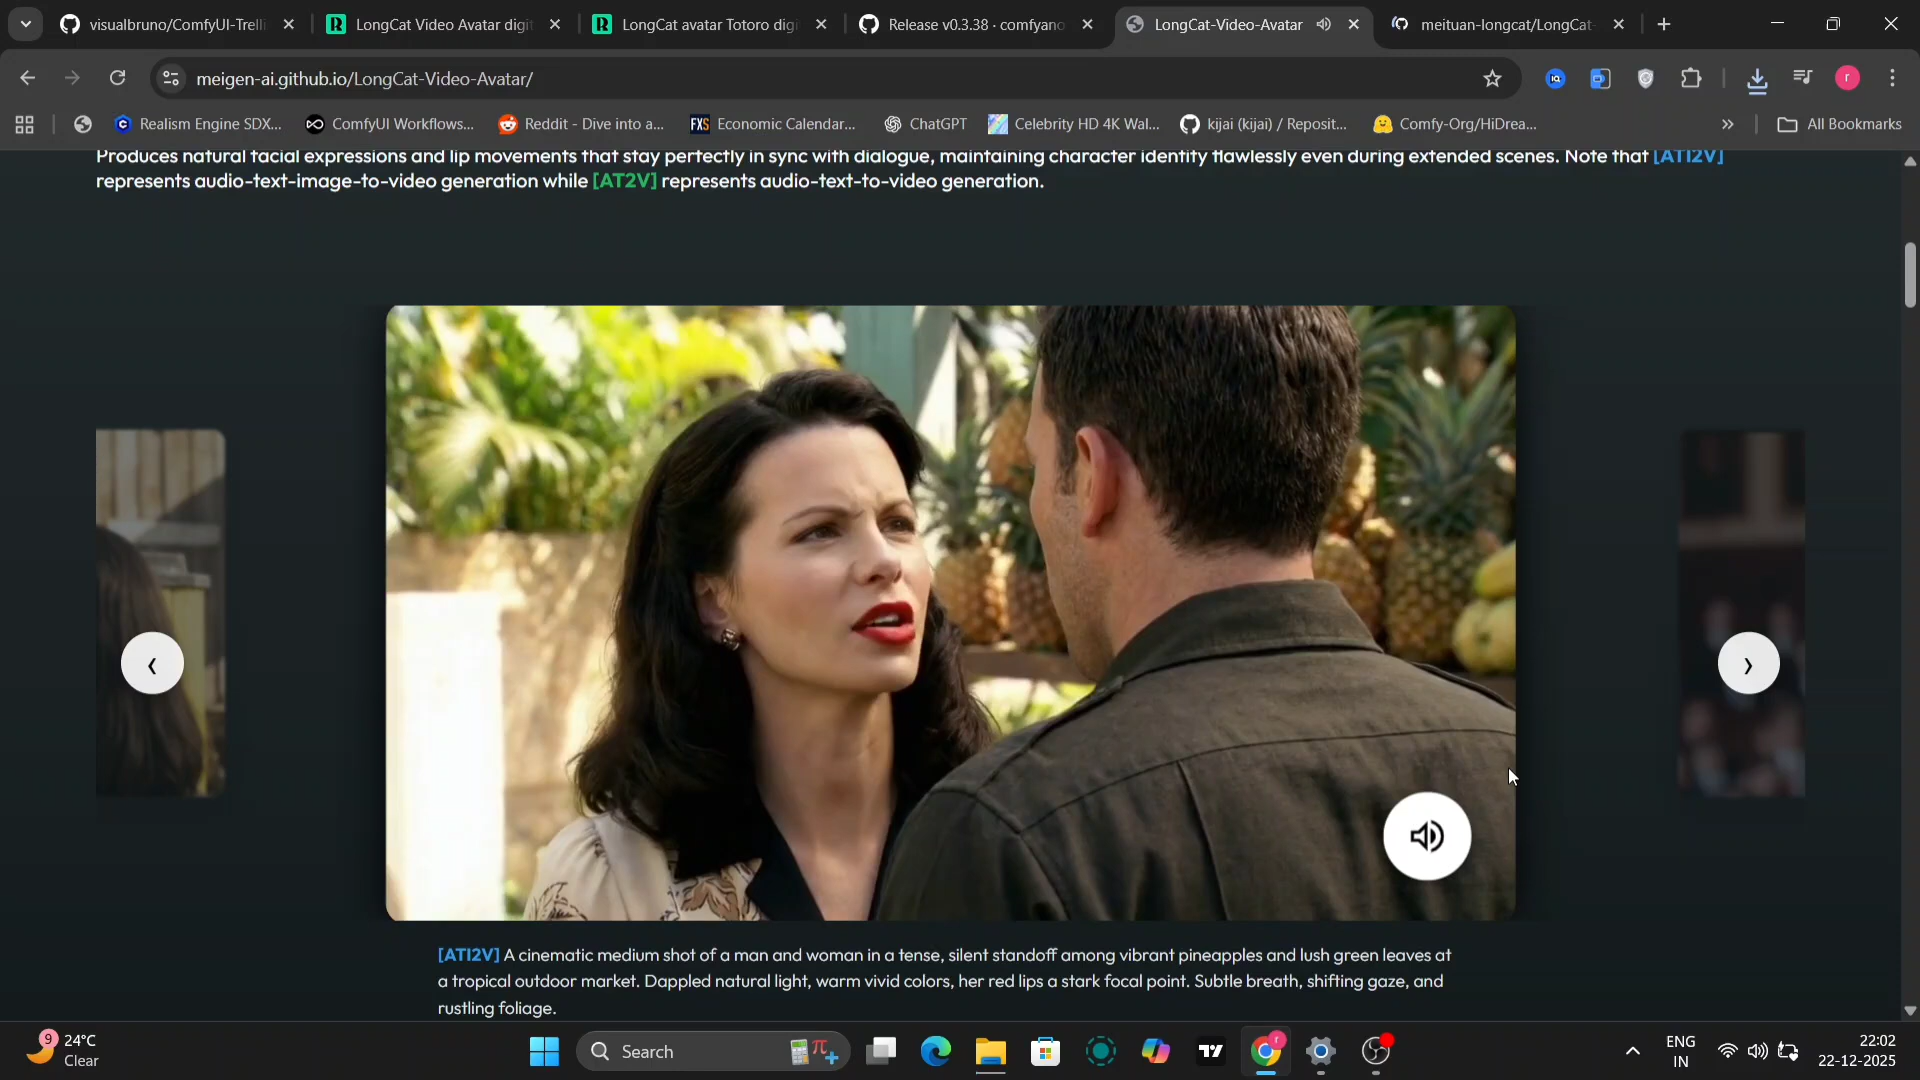 visualbruno/ComfyUI-Trelli
LongCat Video Avatar digit
LongCat avatar Totoro digi
Release v0.3.38 · comfyano
LongCat-Video-Avatar
meituan-longcat/LongCat-
meigen-ai.github.io/LongCat-Video-Avatar/
r
Realism Engine SDX...
ComfyUI Workflows...
Reddit - Dive into a...
FXS Economic Calendar...
ChatGPT
Celebrity HD 4K Wal...
kijai (kijai) / Reposit...
Comfy-Org/HiDrea...
All Bookmarks
Produces natural facial expressions and lip movements that stay perfectly in sync with dialogue, maintaining character identity flawlessly even during extended scenes. Note that [ATI2V]
represents audio-text-image-to-video generation while [AT2V] represents audio-text-to-video generation.
[ATI2V] A cinematic medium shot of a man and woman in a tense, silent standoff among vibrant pineapples and lush green leaves at
a tropical outdoor market. Dappled natural light, warm vivid colors, her red lips a stark focal point. Subtle breath, shifting gaze, and
rustling foliage.
9
24°C
Clear
Search
ENG
IN
22:02
22-12-2025